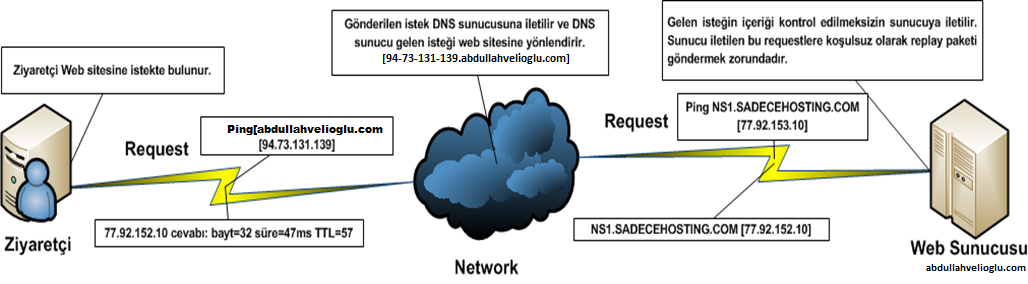 Ziyaretçi Web sitesine istekte bulunur.
Gönderilen istek DNS sunucusuna iletilir ve DNS
sunucu gelen isteği web sitesine yönlendirir.
[94-73-131-139.abdullahvelioglu.com]
Gelen isteğin içeriği kontrol edilmeksizin sunucuya iletilir.
Sunucu iletilen bu requestlere koşulsuz olarak replay paketi
göndermek zorundadır.
Request
Ping[abdullahvelioglu.com
[94.73.131.139]
Request
Ping NS1.SADECEHOSTING.COM
[77.92.153.10]
77.92.152.10 cevabı: bayt=32 süre=47ms TTL=57
NS1.SADECEHOSTING.COM [77.92.152.10]
Ziyaretçi
Network
Web Sunucusu
abdullahvelioglu.com